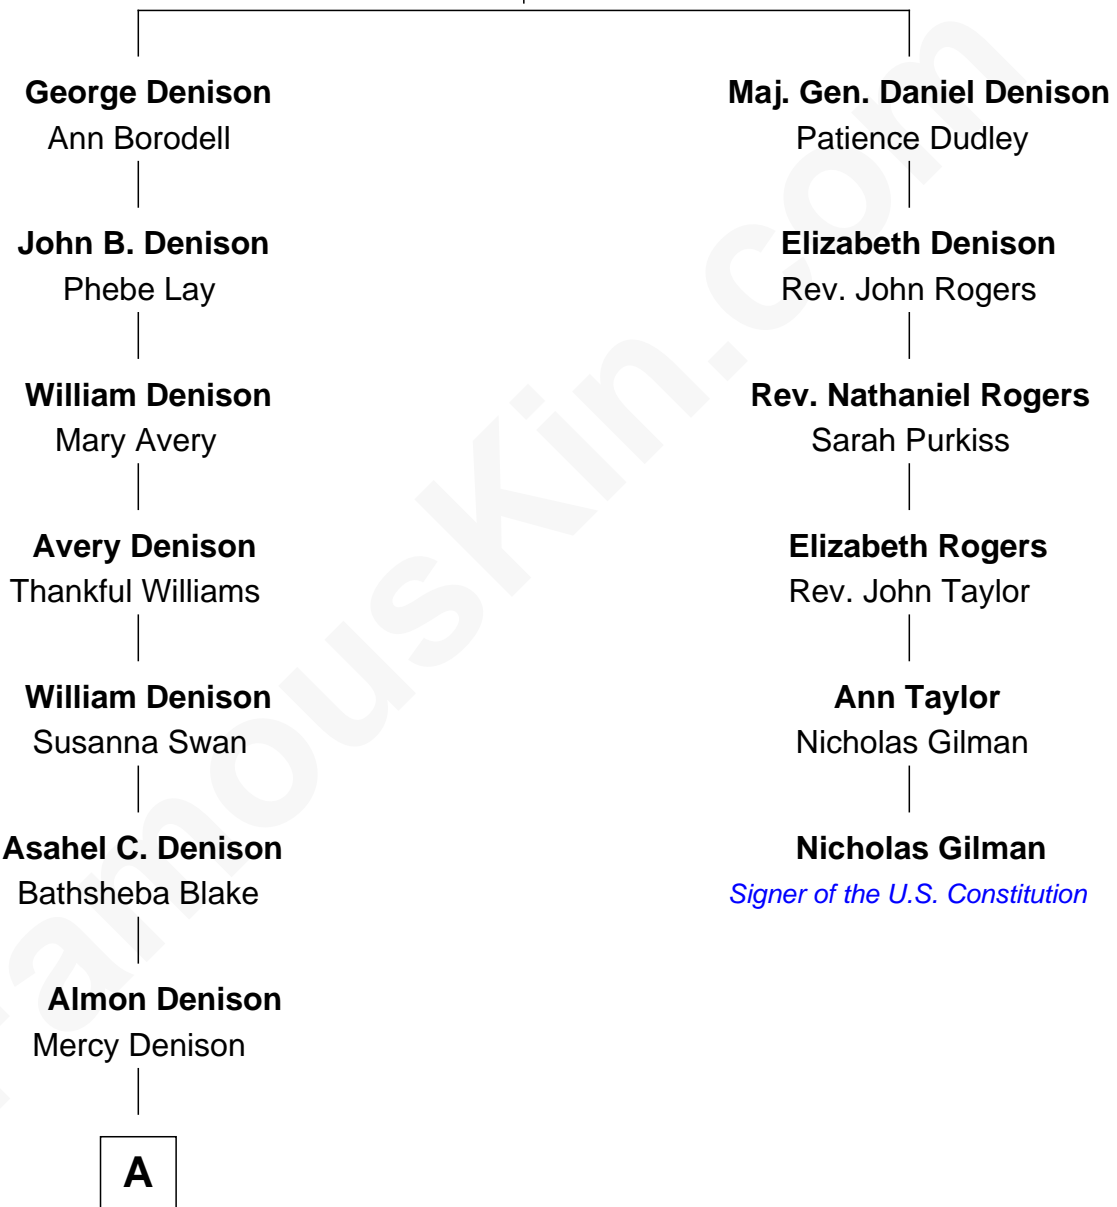 George Denison
Ann Borodell
John B. Denison
Phebe Lay
William Denison
Mary Avery
Avery Denison
Thankful Williams
William Denison
Susanna Swan
Asahel C. Denison
Bathsheba Blake
Almon Denison
Mercy Denison
A
Maj. Gen. Daniel Denison
Patience Dudley
Elizabeth Denison
Rev. John Rogers
Rev. Nathaniel Rogers
Sarah Purkiss
Elizabeth Rogers
Rev. John Taylor
Ann Taylor
Nicholas Gilman
Nicholas Gilman
Signer of the U.S. Constitution
FamousKin.com